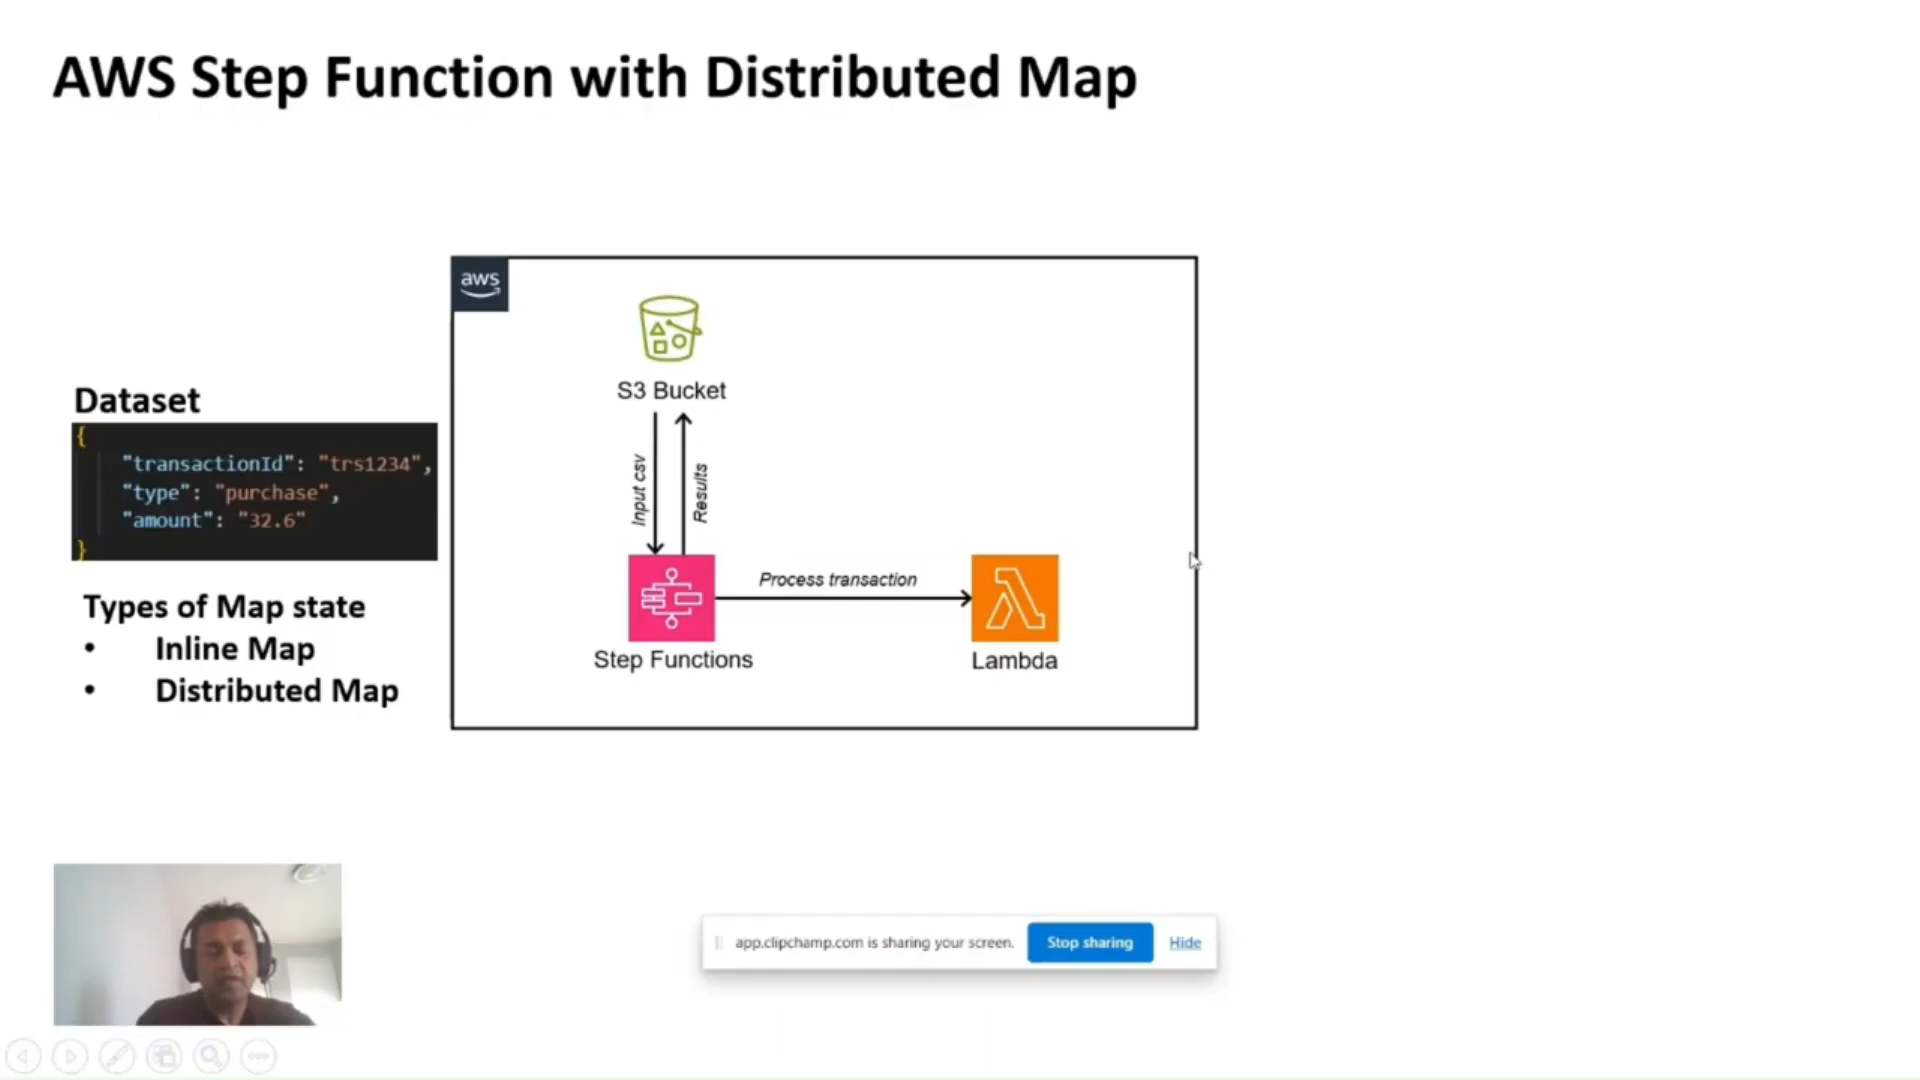 AWS Step Function with Distributed Map
aws
S3 Bucket
Dataset
{
"transactionId": "trs1234",
"type": "purchase",
"amount": "32.6"
}
Input csv
Results
Types of Map state
• Inline Map
• Distributed Map
Process transaction
Step Functions
Lambda
app.clipchamp.com is sharing your screen.
Stop sharing
Hide